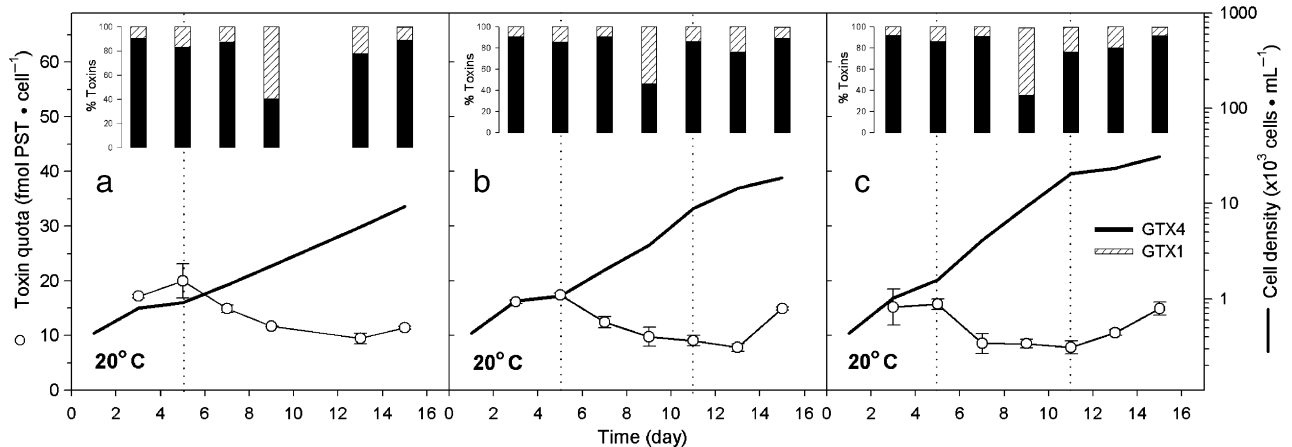 ○ Toxin quota (fmol PST • cell⁻¹)
60
50
40
30
20
10
0
% Toxins
100
80
60
40
20
0
a
20° C
0 2 4 6 8 10 12 14 16
% Toxins
100
80
60
40
20
0
b
20° C
0 2 4 6 8 10 12 14 16
% Toxins
100
80
60
40
20
0
c
GTX4
GTX1
20° C
0 2 4 6 8 10 12 14 16
Time (day)
1000
100
10
1
Cell density (x10³ cells • mL⁻¹)